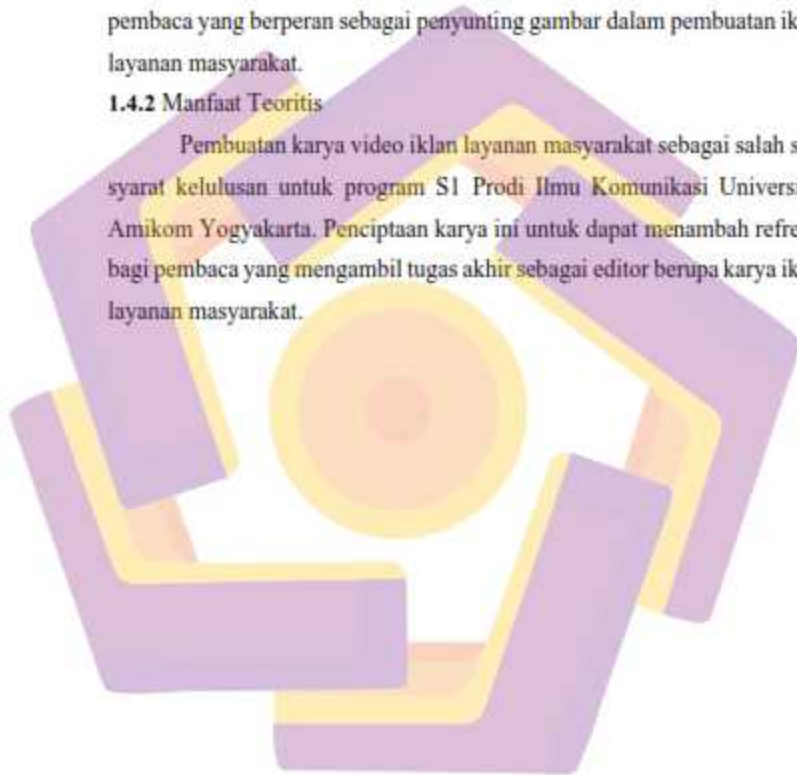 pembaca yang berperan sebagai penyunting gambar dalam pembuatan ik
layanan masyarakat.
1.4.2 Manfaat Teoritis
Pembuatan karya video iklan layanan masyarakat sebagai salah s
syarat kelulusan untuk program S1 Prodi Ilmu Komunikasi Universi
Amikom Yogyakarta. Penciptaan karya ini untuk dapat menambah refre
bagi pembaca yang mengambil tugas akhir sebagai editor berupa karya ik
layanan masyarakat.